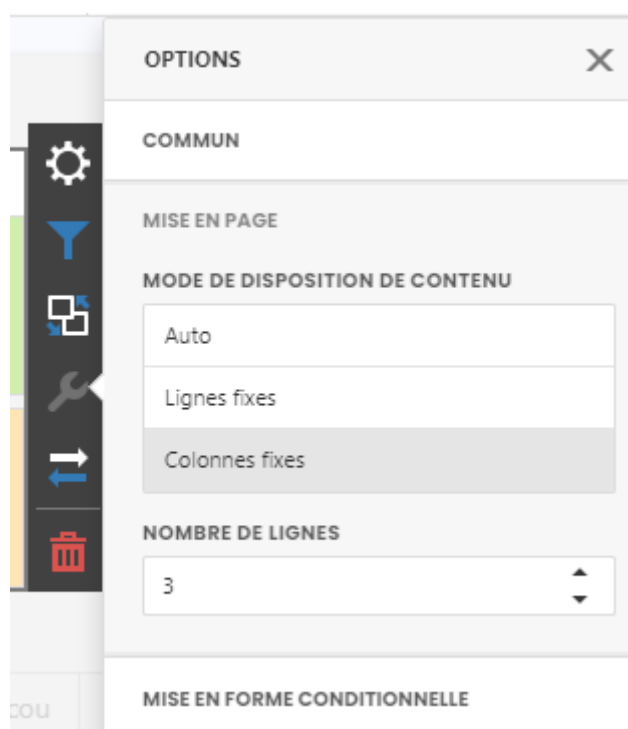 OPTIONS
COMMUN
MISE EN PAGE
MODE DE DISPOSITION DE CONTENU
Auto
Lignes fixes
Colonnes fixes
NOMBRE DE LIGNES
3
MISE EN FORME CONDITIONNELLE
cou